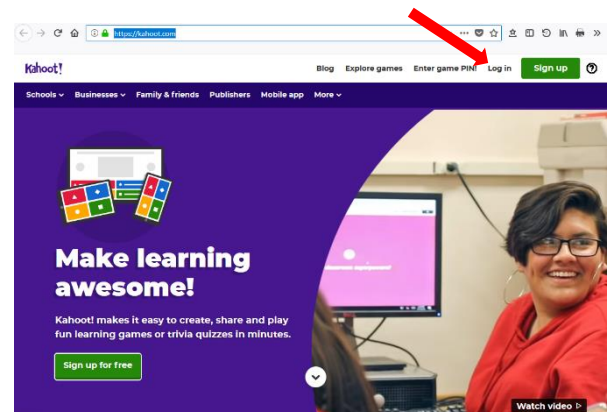 https://kahoot.com
Kahoot!
Blog Explore games Enter game PIN! Log in Sign up
Schools Businesses Family & friends Publishers Mobile app More
Make learning
awesome!
Kahoot! makes it easy to create, share and play
fun learning games or trivia quizzes in minutes.
Sign up for free
Watch video